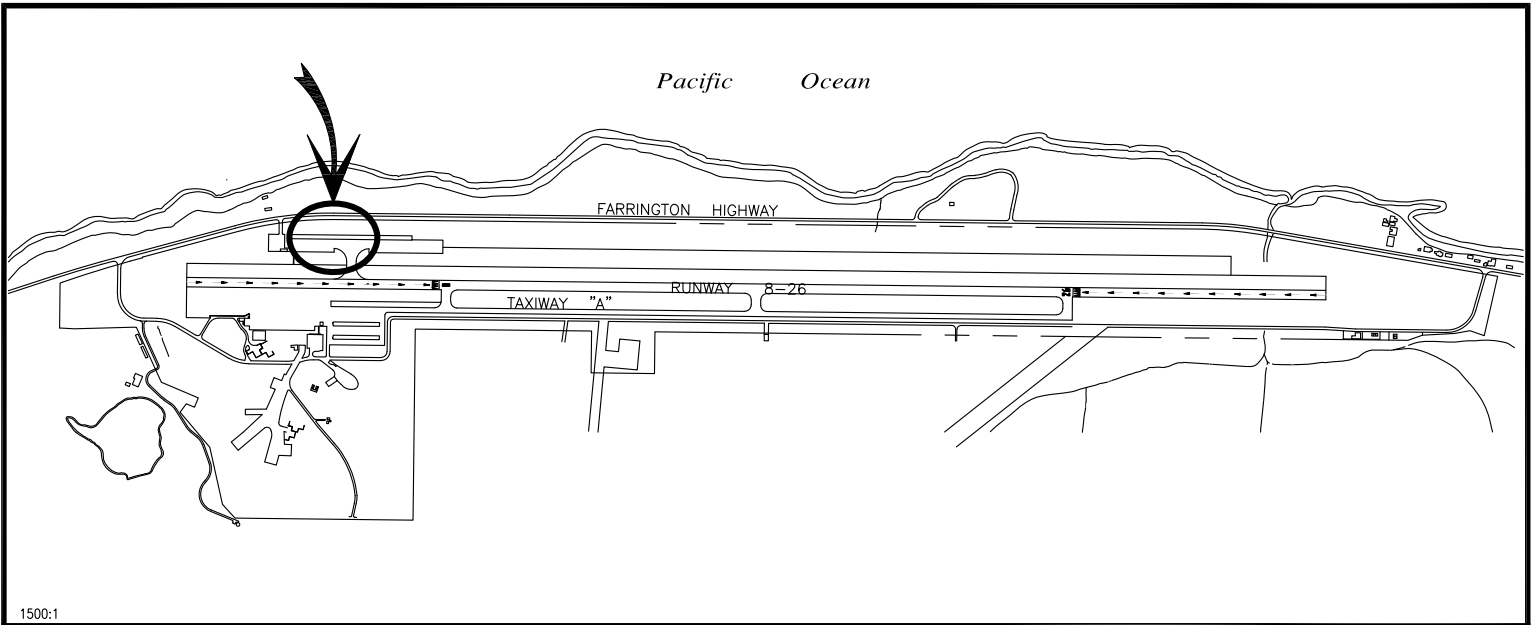 Pacific Ocean
FARRINGTON HIGHWAY
RUNWAY 8-26
TAXIWAY "A"
1500:1